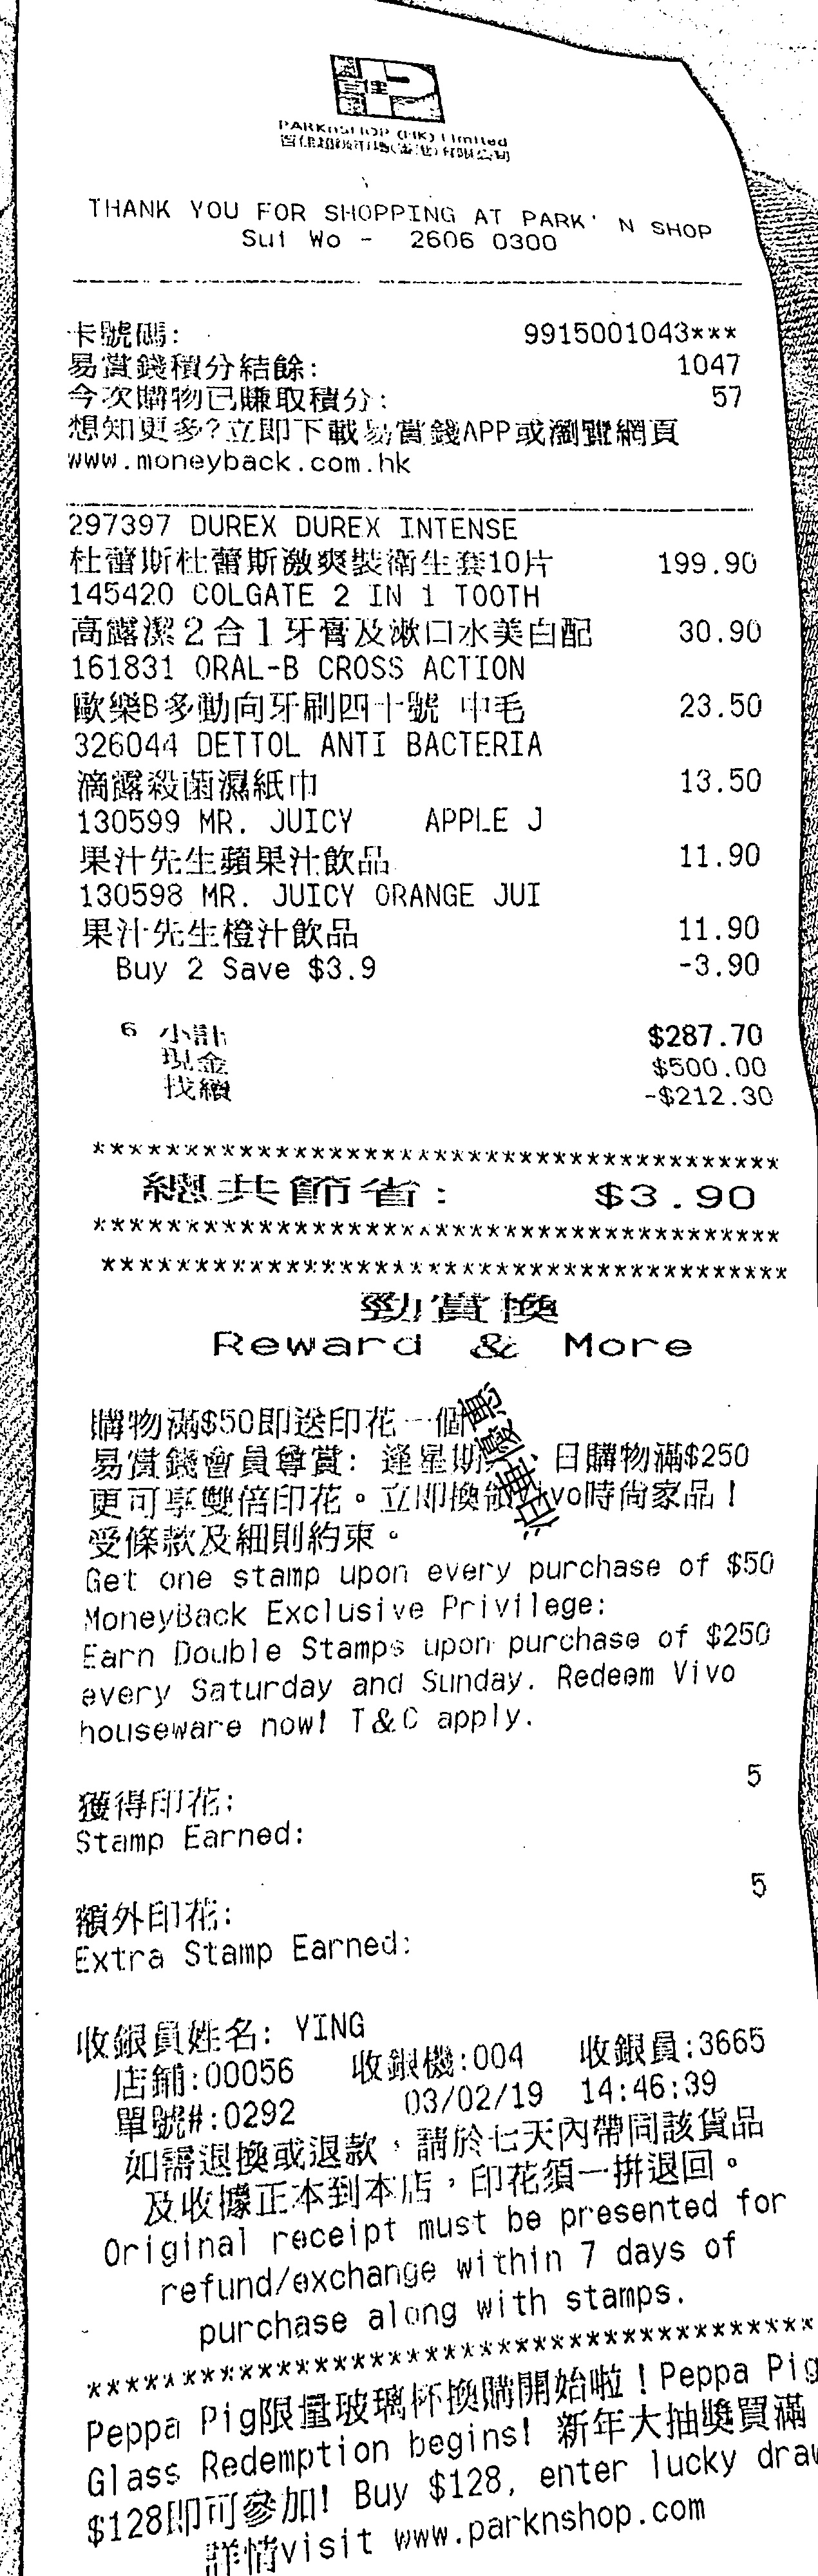 PARKnSHOP (HK) Limited
百佳超級市場(香港)有限公司
THANK YOU FOR SHOPPING AT PARK' N SHOP
Sui Wo - 2606 0300
卡號碼: 9915001043***
易賞錢積分結餘: 1047
今次購物已賺取積分: 57
想知更多?立即下載易賞錢APP或瀏覽網頁
www.moneyback.com.hk
297397 DUREX DUREX INTENSE
杜蕾斯杜蕾斯激爽裝衛生套10片 199.90
145420 COLGATE 2 IN 1 TOOTH
高露潔2合1牙膏及漱口水美白配 30.90
161831 ORAL-B CROSS ACTION
歐樂B多動向牙刷四十號 中毛 23.50
326044 DETTOL ANTI BACTERIA
滴露殺菌濕紙巾 13.50
130599 MR. JUICY APPLE J
果汁先生蘋果汁飲品 11.90
130598 MR. JUICY ORANGE JUI
果汁先生橙汁飲品 11.90
Buy 2 Save $3.9 -3.90
6 小計 $287.70
現金 $500.00
找續 -$212.30
****************************************
總共節省: $3.90
****************************************
****************************************
勁賞換
Reward & More
購物滿$50即送印花一個
易賞錢會員尊賞: 逢星期 、日購物滿$250
更可享雙倍印花。立即換領 vo時尚家品!
受條款及細則約束。
Get one stamp upon every purchase of $50
MoneyBack Exclusive Privilege:
Earn Double Stamps upon purchase of $250
every Saturday and Sunday. Redeem Vivo
houseware now! T&C apply.
獲得印花: 5
Stamp Earned:
額外印花: 5
Extra Stamp Earned:
收銀員姓名: YING
店鋪:00056 收銀機:004 收銀員:3665
單號#:0292 03/02/19 14:46:39
如需退換或退款，請於七天內帶同該貨品
及收據正本到本店，印花須一拼退回。
Original receipt must be presented for
refund/exchange within 7 days of
purchase along with stamps.
****************************************
Peppa Pig限量玻璃杯換購開始啦!Peppa Pig
Glass Redemption begins! 新年大抽獎買滿
$128即可參加! Buy $128, enter lucky draw
詳情visit www.parknshop.com